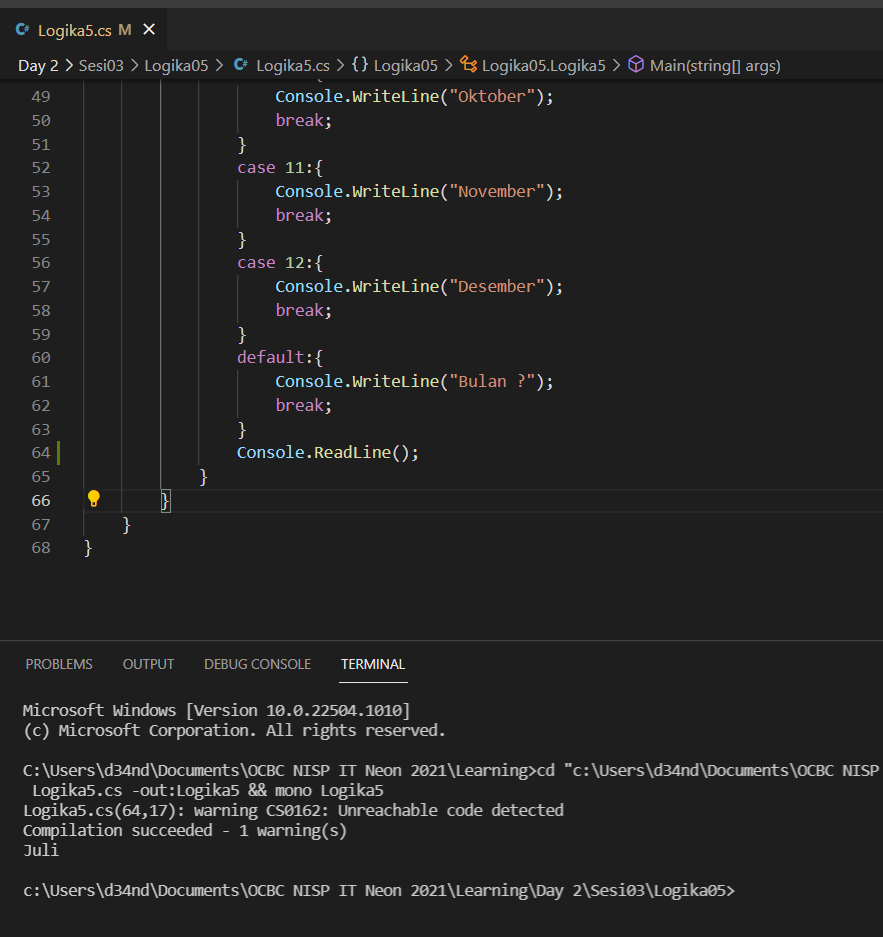 C# Logika5.cs M ×
Day 2 > Sesi03 > Logika05 > C# Logika5.cs > {} Logika05 > Logika05.Logika5 > Main(string[] args)
49 Console.WriteLine("Oktober");
50 break;
51 }
52 case 11:{
53 Console.WriteLine("November");
54 break;
55 }
56 case 12:{
57 Console.WriteLine("Desember");
58 break;
59 }
60 default:{
61 Console.WriteLine("Bulan ?");
62 break;
63 }
64 Console.ReadLine();
65 }
66 }
67 }
68 }
PROBLEMS OUTPUT DEBUG CONSOLE TERMINAL
Microsoft Windows [Version 10.0.22504.1010]
(c) Microsoft Corporation. All rights reserved.
C:\Users\d34nd\Documents\OCBC NISP IT Neon 2021\Learning>cd "c:\Users\d34nd\Documents\OCBC NISP
Logika5.cs -out:Logika5 && mono Logika5
Logika5.cs(64,17): warning CS0162: Unreachable code detected
Compilation succeeded - 1 warning(s)
Juli
c:\Users\d34nd\Documents\OCBC NISP IT Neon 2021\Learning\Day 2\Sesi03\Logika05>